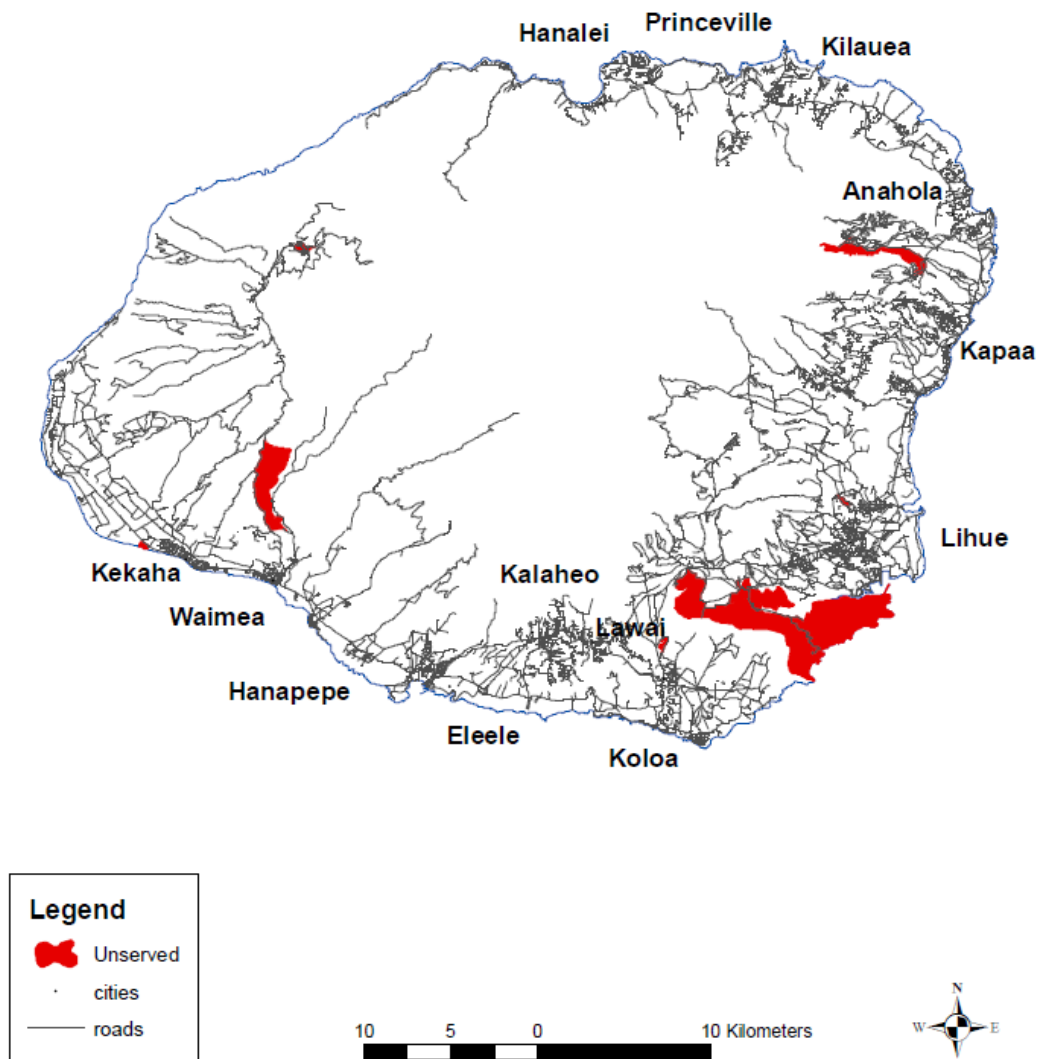 Princeville
Hanalei
Kilauea
Anahola
Kapaa
Lihue
Kekaha
Kalaheo
Waimea
Lawai
Hanapepe
Eleele
Koloa
Legend
Unserved
cities
roads
10 5 0 10 Kilometers
N
W E
S